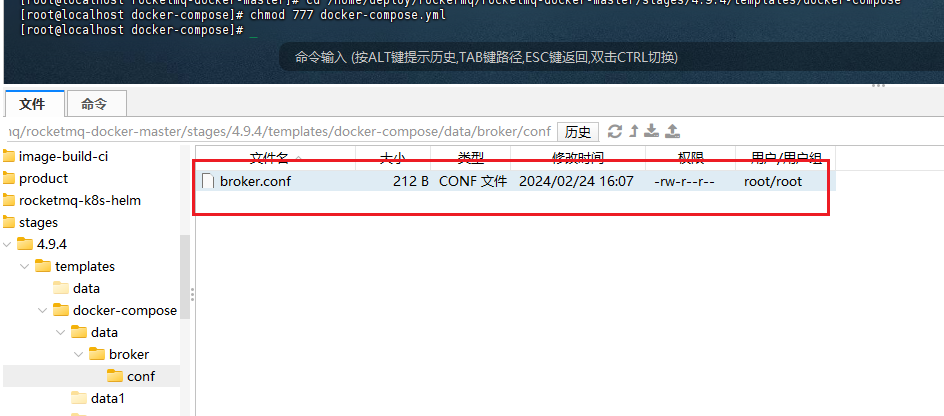 [root@localhost rocketmq-docker-master]# cd /home/deploy/rocketmq/rocketmq-docker-master/stages/4.9.4/templates/docker-compose
[root@localhost docker-compose]# chmod 777 docker-compose.yml
[root@localhost docker-compose]# _
命令输入 (按ALT键提示历史,TAB键路径,ESC键返回,双击CTRL切换)
文件 命令
nq/rocketmq-docker-master/stages/4.9.4/templates/docker-compose/data/broker/conf 历史
文件名 大小 类型 修改时间 权限 用户/用户组
broker.conf 212 B CONF 文件 2024/02/24 16:07 -rw-r--r-- root/root
image-build-ci
product
rocketmq-k8s-helm
stages
4.9.4
templates
data
docker-compose
data
broker
conf
data1